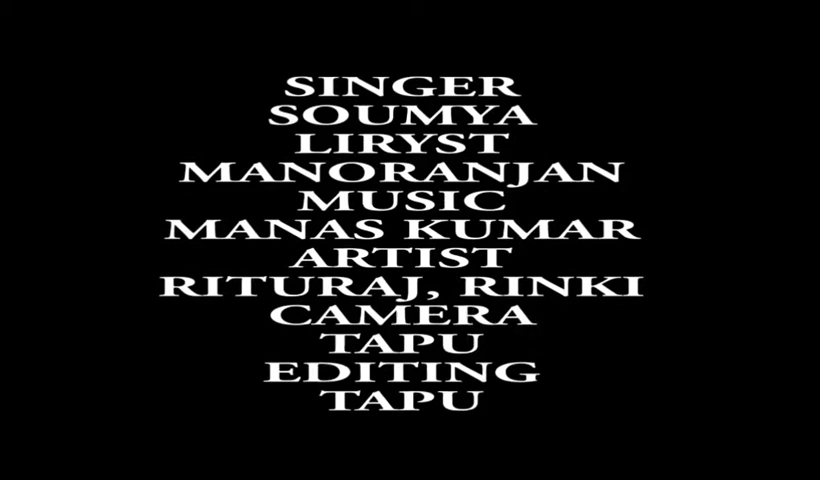 SINGER
SOUMYA
LIRYST
MANORANJAN
MUSIC
MANAS KUMAR
ARTIST
RITURAJ, RINKI
CAMERA
TAPU
EDITING
TAPU